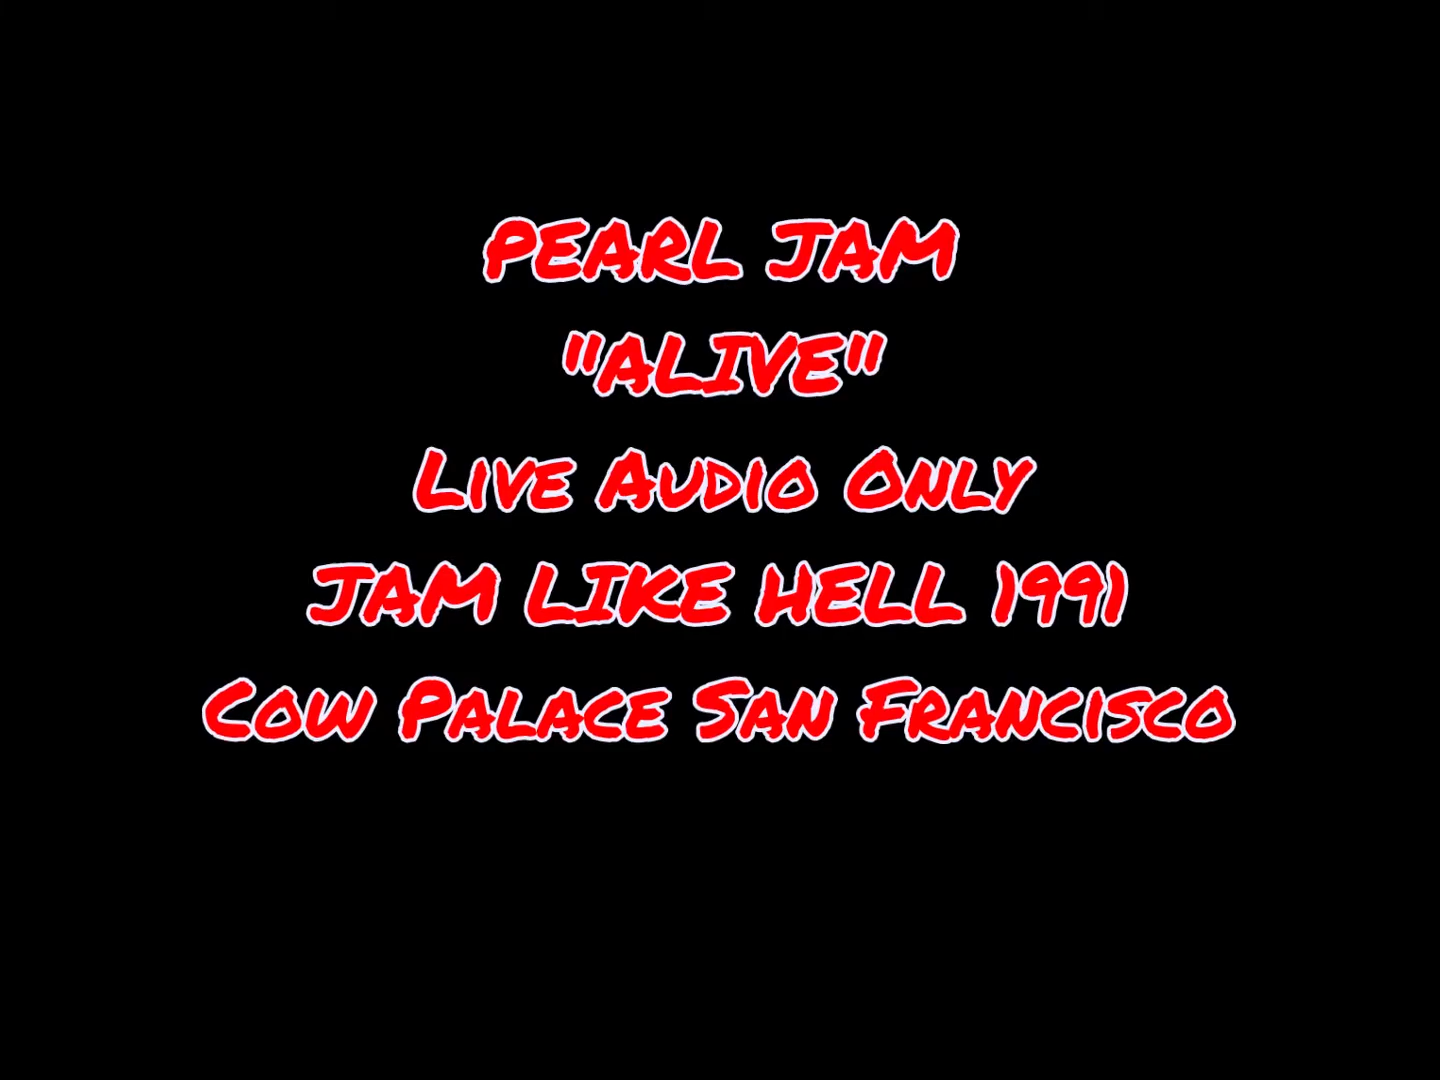 PEARL JAM
"ALIVE"
Live Audio Only
JAM LIKE HELL 1991
Cow Palace San Francisco